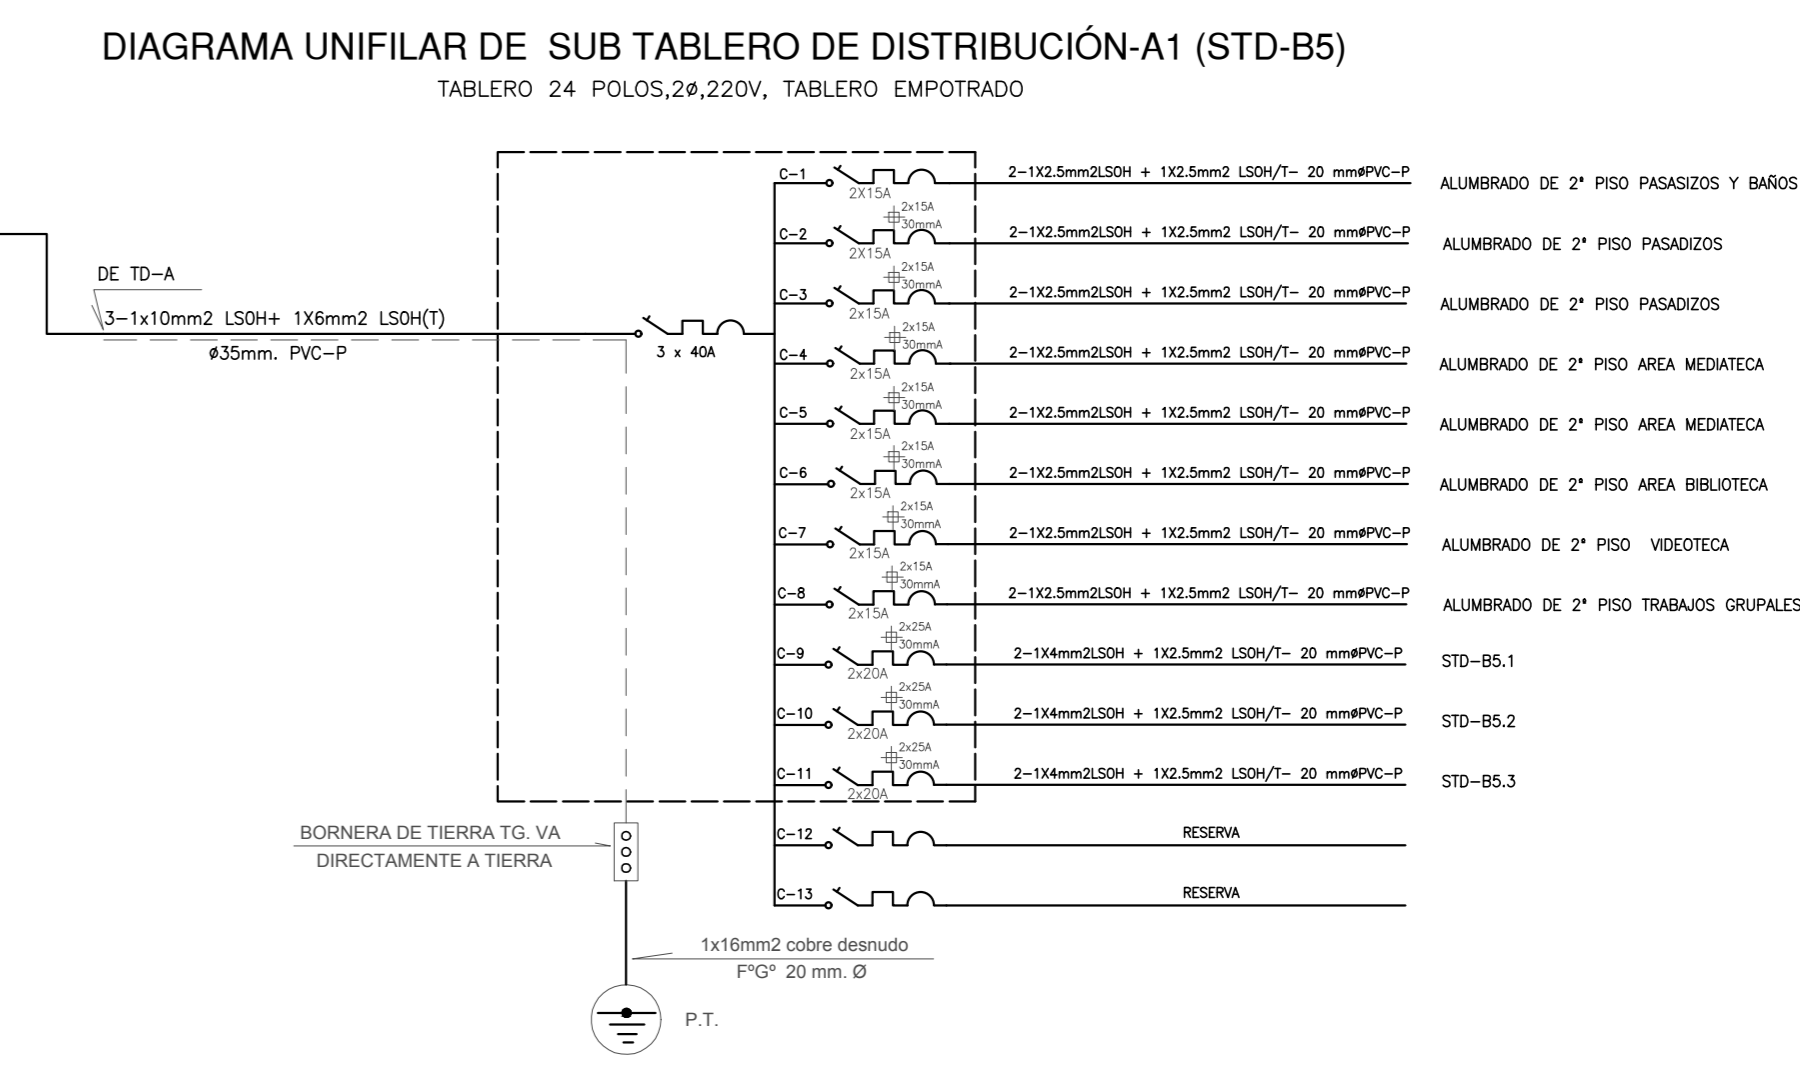 DIAGRAMA UNIFILAR DE SUB TABLERO DE DISTRIBUCIÓN-A1 (STD-B5)
TABLERO 24 POLOS,2ø,220V, TABLERO EMPOTRADO
DE TD-A
3-1x10mm2 LSOH+ 1X6mm2 LSOH(T)
ø35mm. PVC-P
3 x 40A
C-1
2X15A
2-1X2.5mm2LSOH + 1X2.5mm2 LSOH/T- 20 mmøPVC-P
ALUMBRADO DE 2° PISO PASASIZOS Y BAÑOS
2x15A
30mmA
C-2
2X15A
2-1X2.5mm2LSOH + 1X2.5mm2 LSOH/T- 20 mmøPVC-P
ALUMBRADO DE 2° PISO PASADIZOS
2x15A
30mmA
C-3
2x15A
2-1X2.5mm2LSOH + 1X2.5mm2 LSOH/T- 20 mmøPVC-P
ALUMBRADO DE 2° PISO PASADIZOS
2x15A
30mmA
C-4
2x15A
2-1X2.5mm2LSOH + 1X2.5mm2 LSOH/T- 20 mmøPVC-P
ALUMBRADO DE 2° PISO AREA MEDIATECA
2x15A
30mmA
C-5
2x15A
2-1X2.5mm2LSOH + 1X2.5mm2 LSOH/T- 20 mmøPVC-P
ALUMBRADO DE 2° PISO AREA MEDIATECA
2x15A
30mmA
C-6
2x15A
2-1X2.5mm2LSOH + 1X2.5mm2 LSOH/T- 20 mmøPVC-P
ALUMBRADO DE 2° PISO AREA BIBLIOTECA
2x15A
30mmA
C-7
2x15A
2-1X2.5mm2LSOH + 1X2.5mm2 LSOH/T- 20 mmøPVC-P
ALUMBRADO DE 2° PISO VIDEOTECA
2x15A
30mmA
C-8
2x15A
2-1X2.5mm2LSOH + 1X2.5mm2 LSOH/T- 20 mmøPVC-P
ALUMBRADO DE 2° PISO TRABAJOS GRUPALES
2x25A
30mmA
C-9
2x20A
2-1X4mm2LSOH + 1X2.5mm2 LSOH/T- 20 mmøPVC-P
STD-B5.1
2x25A
30mmA
C-10
2x20A
2-1X4mm2LSOH + 1X2.5mm2 LSOH/T- 20 mmøPVC-P
STD-B5.2
2x25A
30mmA
C-11
2x20A
2-1X4mm2LSOH + 1X2.5mm2 LSOH/T- 20 mmøPVC-P
STD-B5.3
C-12
RESERVA
C-13
RESERVA
BORNERA DE TIERRA TG. VA
DIRECTAMENTE A TIERRA
1x16mm2 cobre desnudo
FºGº 20 mm. Ø
P.T.